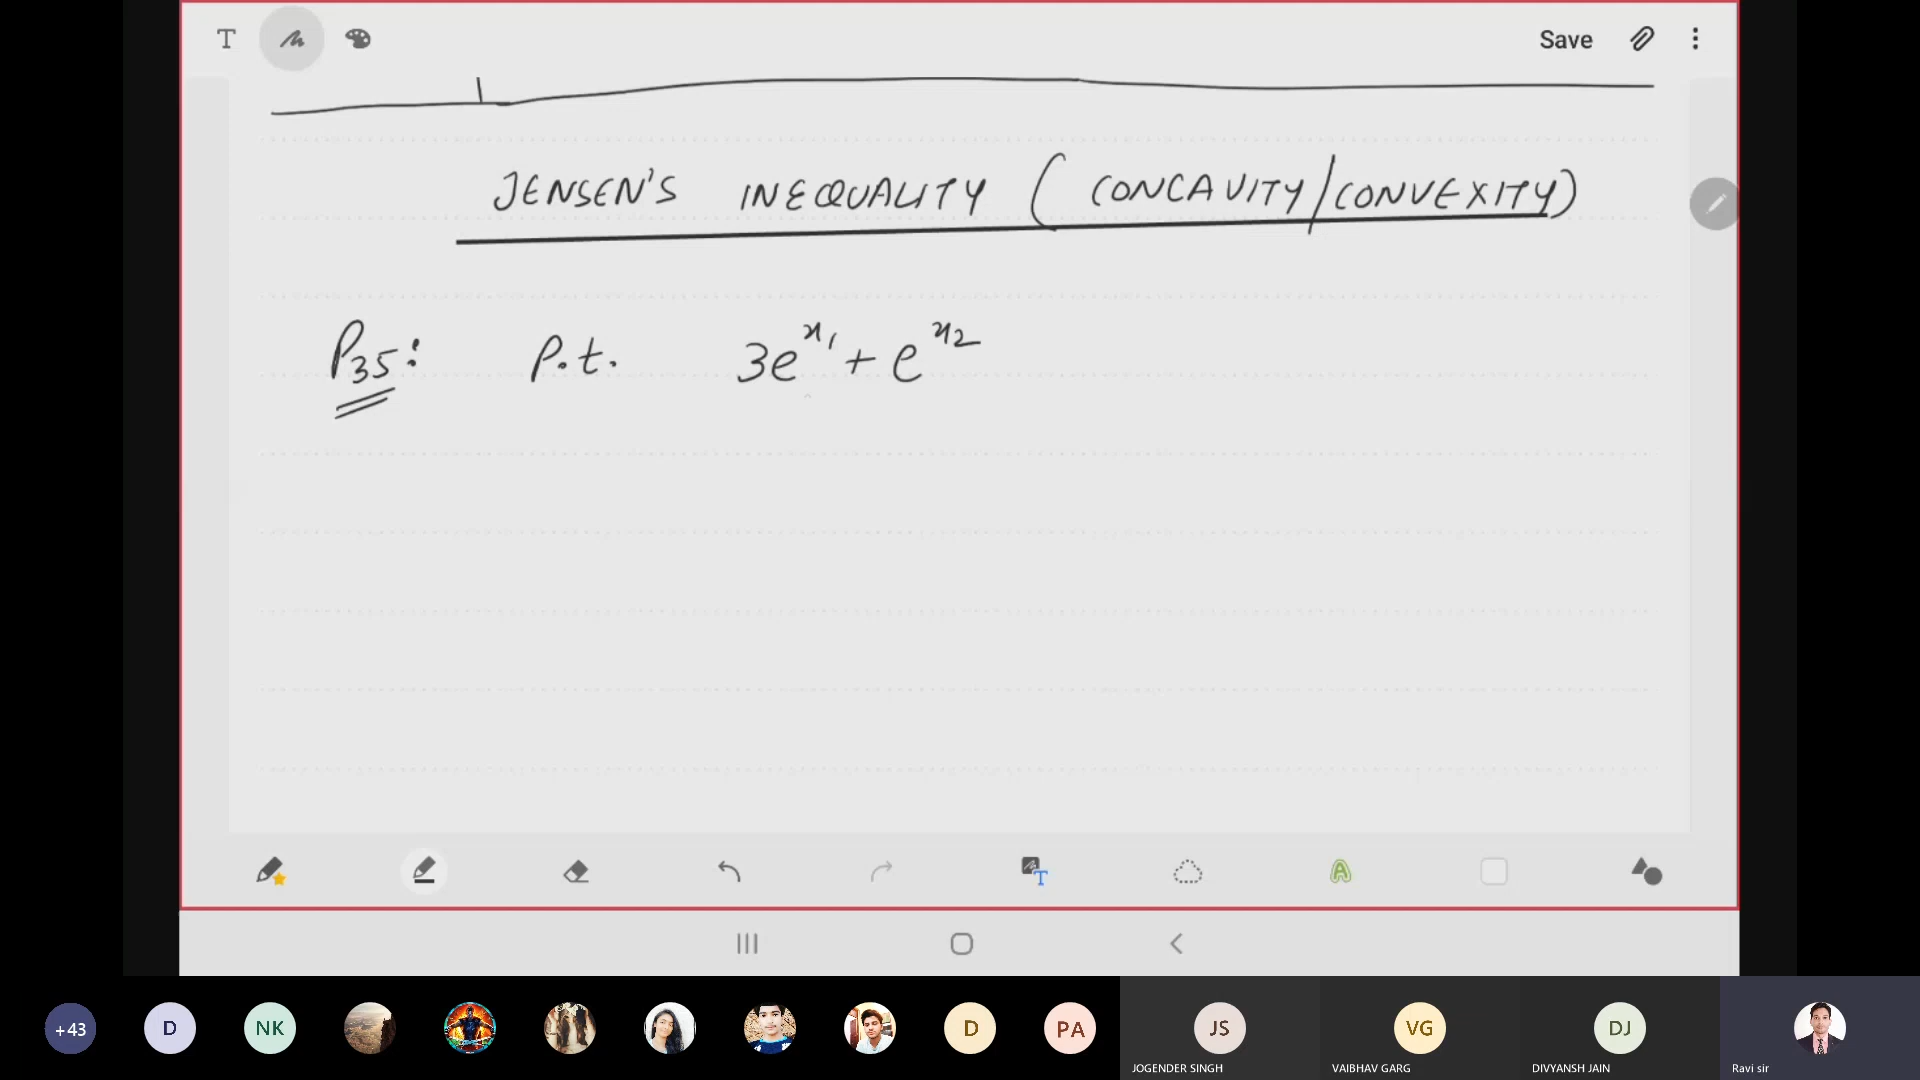 T Save
JENSEN'S INEQUALITY ( CONCAVITY/CONVEXITY)
P35: P.t. 3e^x1 + e^x2
T A
+43 D NK D PA JS VG DJ
JOGENDER SINGH VAIBHAV GARG DIVYANSH JAIN Ravi sir